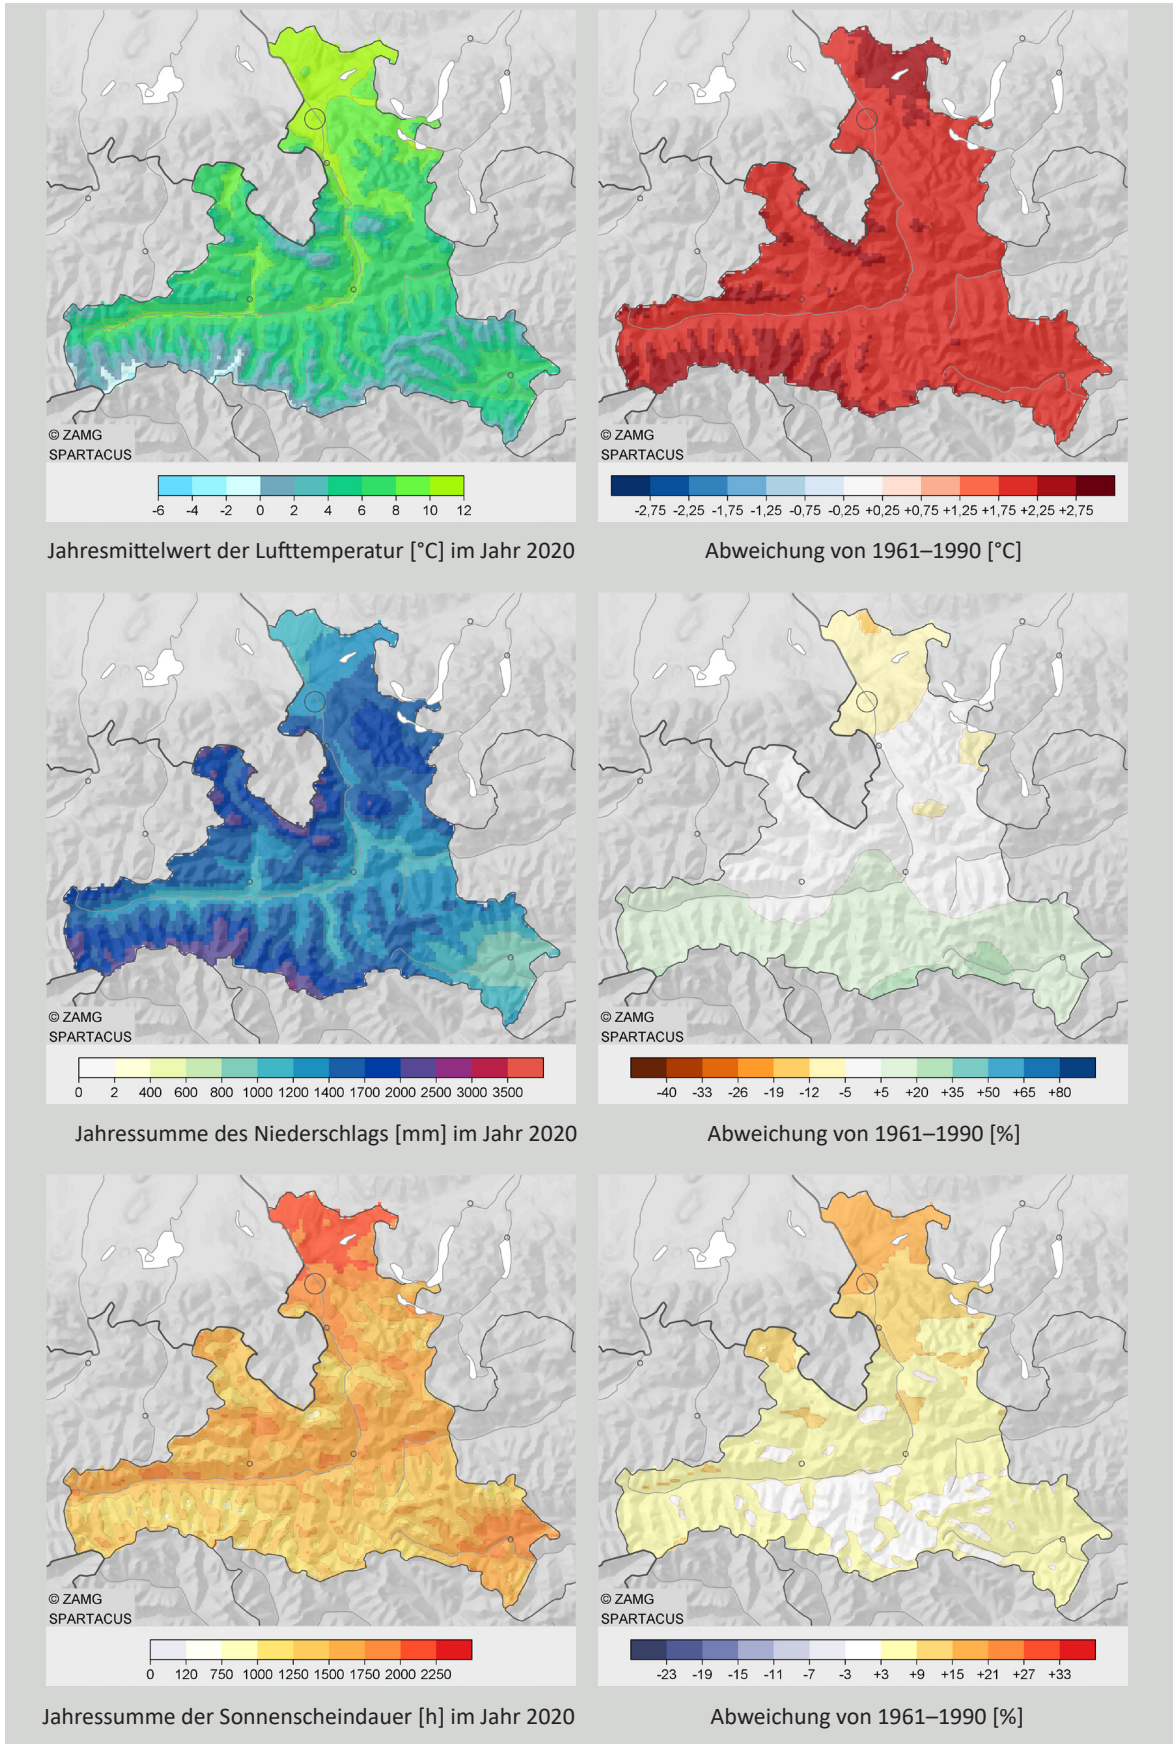 © ZAMG
SPARTACUS
-6 -4 -2 0 2 4 6 8 10 12
Jahresmittelwert der Lufttemperatur [°C] im Jahr 2020
© ZAMG
SPARTACUS
-2,75 -2,25 -1,75 -1,25 -0,75 -0,25 +0,25 +0,75 +1,25 +1,75 +2,25 +2,75
Abweichung von 1961–1990 [°C]
© ZAMG
SPARTACUS
0 2 400 600 800 1000 1200 1400 1700 2000 2500 3000 3500
Jahressumme des Niederschlags [mm] im Jahr 2020
© ZAMG
SPARTACUS
-40 -33 -26 -19 -12 -5 +5 +20 +35 +50 +65 +80
Abweichung von 1961–1990 [%]
© ZAMG
SPARTACUS
0 120 750 1000 1250 1500 1750 2000 2250
Jahressumme der Sonnenscheindauer [h] im Jahr 2020
© ZAMG
SPARTACUS
-23 -19 -15 -11 -7 -3 +3 +9 +15 +21 +27 +33
Abweichung von 1961–1990 [%]